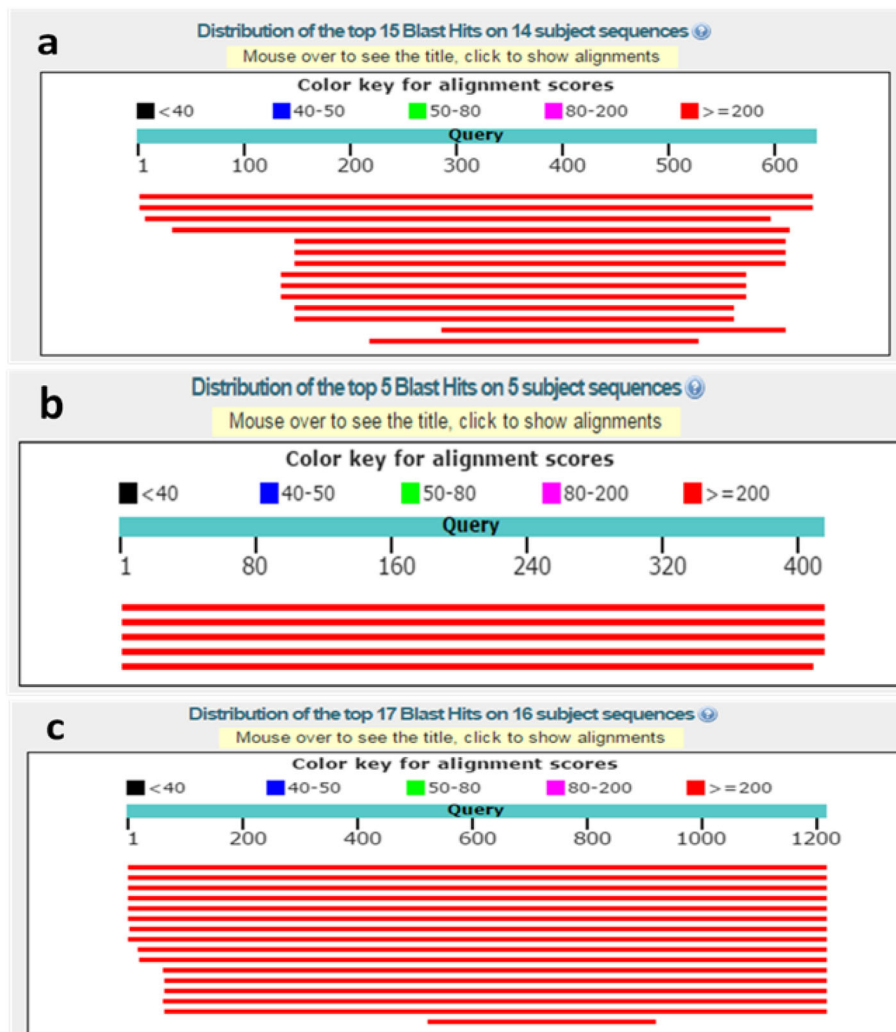 a
Distribution of the top 15 Blast Hits on 14 subject sequences ?
Mouse over to see the title, click to show alignments
Color key for alignment scores
<40 40-50 50-80 80-200 >=200
Query
1 100 200 300 400 500 600
b
Distribution of the top 5 Blast Hits on 5 subject sequences ?
Mouse over to see the title, click to show alignments
Color key for alignment scores
<40 40-50 50-80 80-200 >=200
Query
1 80 160 240 320 400
c
Distribution of the top 17 Blast Hits on 16 subject sequences ?
Mouse over to see the title, click to show alignments
Color key for alignment scores
<40 40-50 50-80 80-200 >=200
Query
1 200 400 600 800 1000 1200